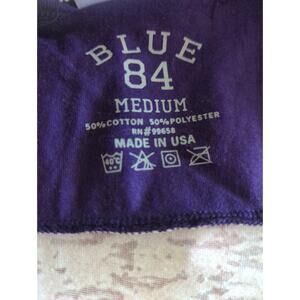 BLUE
84
MEDIUM
50%COTTON 50%POLYESTER
RN#99658
MADE IN USA
40°C